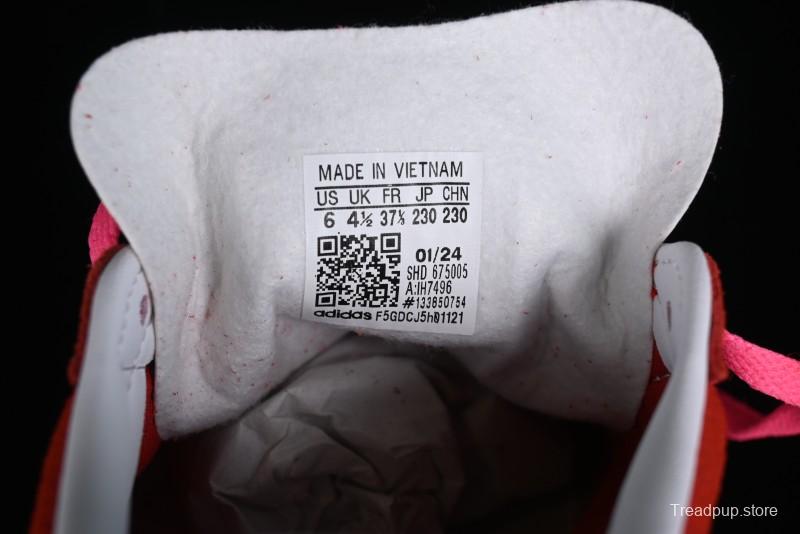 MADE IN VIETNAM
US UK FR JP CHN
6 4½ 37⅓ 230 230
01/24
SHD 675005
A:IH7496
#133850754
adidas F5GDCJ5h01121
Treadpup.store